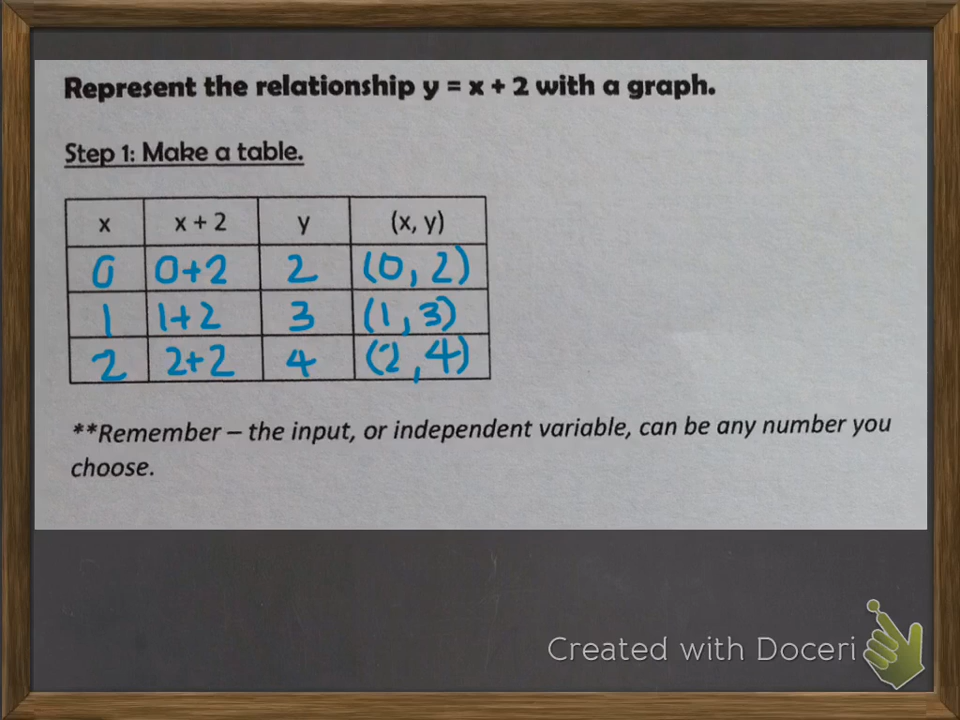 Represent the relationship y = x + 2 with a graph.
Step 1: Make a table.
x x + 2 y (x, y)
0 0+2 2 (0, 2)
1 1+2 3 (1, 3)
2 2+2 4 (2, 4)
**Remember – the input, or independent variable, can be any number you
choose.
Created with Doceri